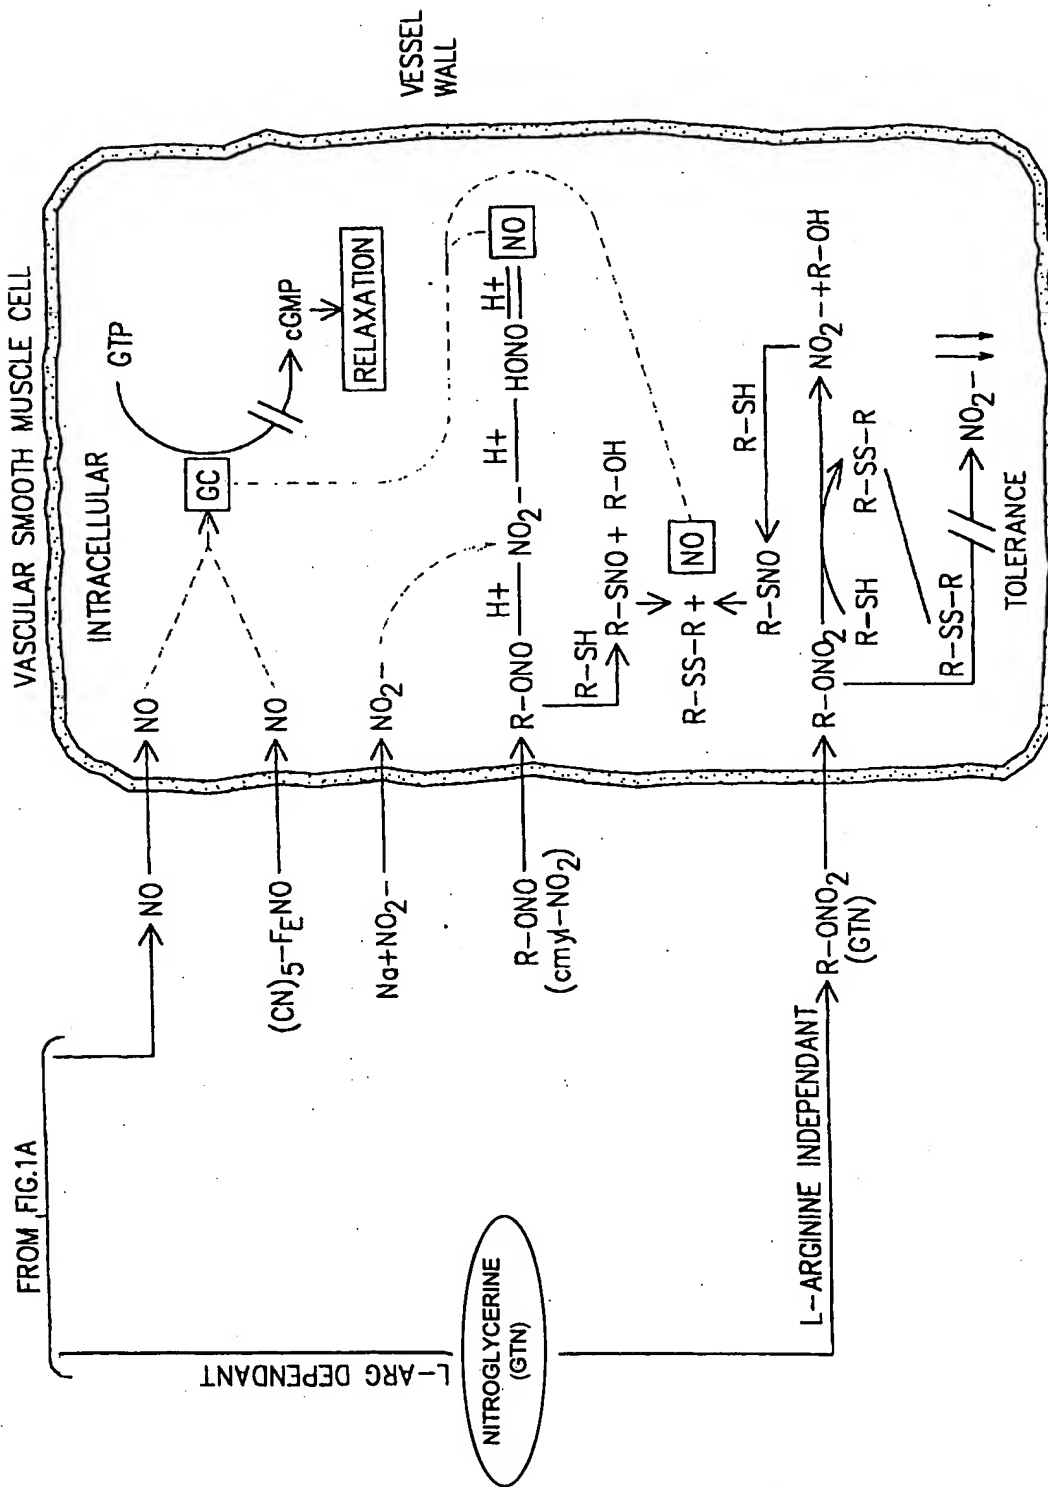 FROM FIG.1A
L-ARG DEPENDANT
NITROGLYCERINE
(GTN)
L-ARGININE INDEPENDANT
NO
(CN)5-FENO
Na+NO2-
R-ONO
(cmyl-NO2)
R-ONO2
(GTN)
VASCULAR SMOOTH MUSCLE CELL
INTRACELLULAR
NO
NO
GC
GTP
cGMP
RELAXATION
NO2-
R-ONO
H+
NO2-
H+
HONO
H+
NO
R-SH
R-SNO + R-OH
R-SS-R +
NO
R-SNO
R-SH
R-ONO2
NO2-+R-OH
R-SH
R-SS-R
R-SS-R
NO2-
TOLERANCE
VESSEL
WALL